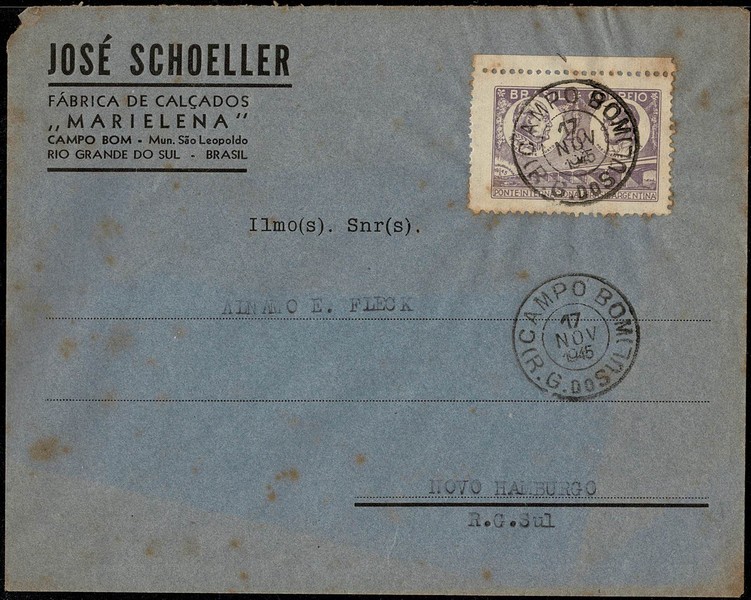 JOSÉ SCHOELLER
FÁBRICA DE CALÇADOS
„MARIELENA"
CAMPO BOM - Mun. São Leopoldo
RIO GRANDE DO SUL - BRASIL
BRASIL CORREIO
PONTE INTERNACIONAL ARGENTINA
CAMPO BOM
17
NOV
1945
(R.G. DO SUL)
Ilmo(s). Snr(s).
E. FLECK
CAMPO BOM
17
NOV
1945
(R.G. DO SUL)
NOVO HAMBURGO
R.G.Sul